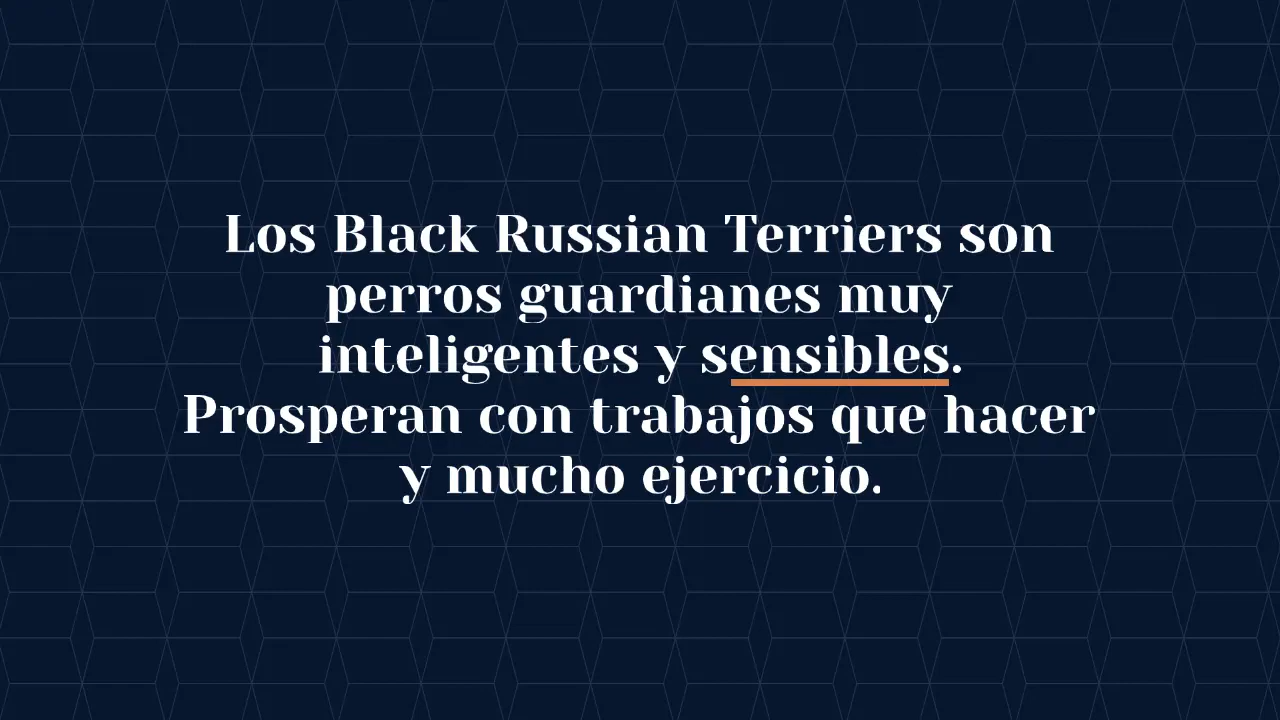 Los Black Russian Terriers son
perros guardianes muy
inteligentes y sensibles.
Prosperan con trabajos que hacer
y mucho ejercicio.